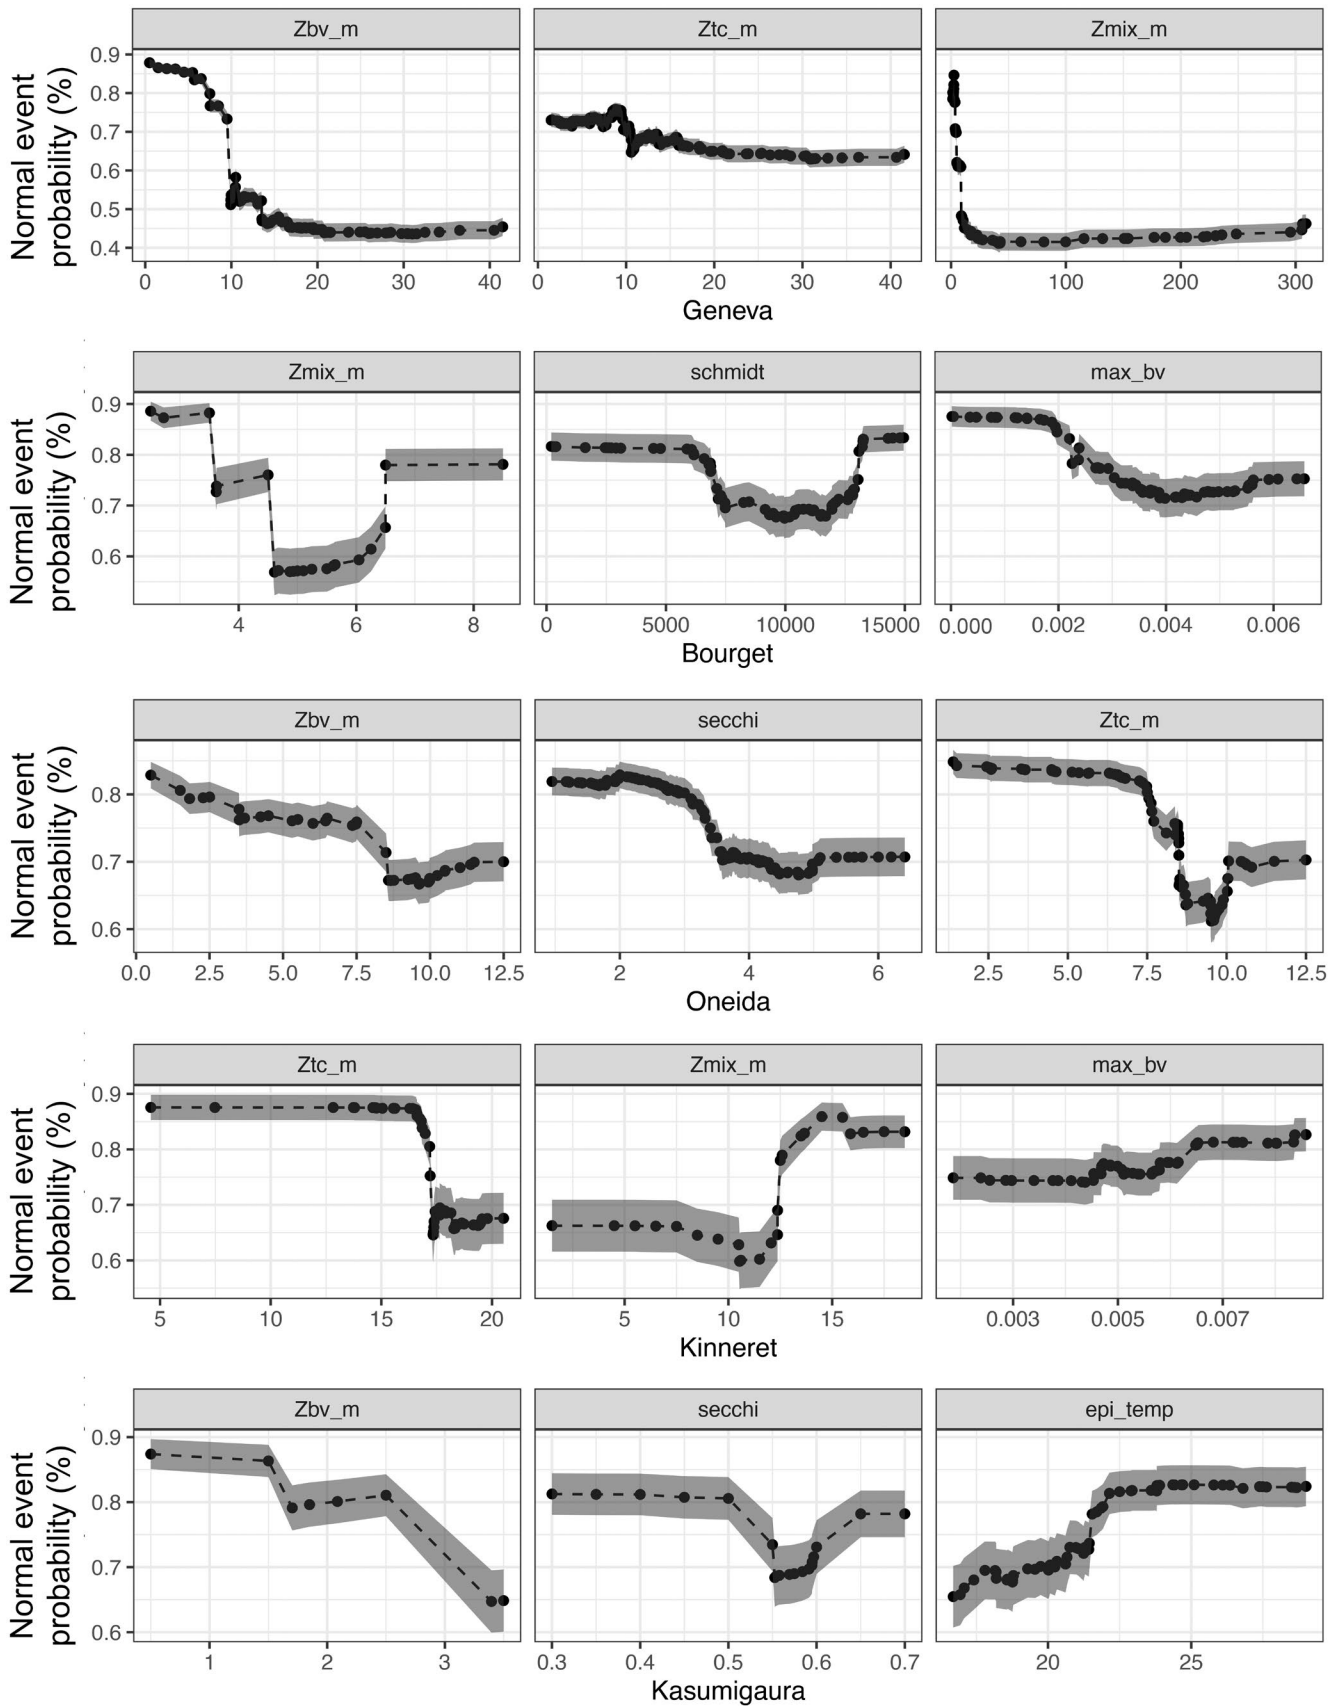 Zbv_m Ztc_m Zmix_m
Normal event
probability (%)
0.9
0.8
0.7
0.6
0.5
0.4
0 10 20 30 40 0 10 20 30 40 0 100 200 300
Geneva
Zmix_m schmidt max_bv
Normal event
probability (%)
0.9
0.8
0.7
0.6
4 6 8 0 5000 10000 15000 0.000 0.002 0.004 0.006
Bourget
Zbv_m secchi Ztc_m
Normal event
probability (%)
0.8
0.7
0.6
0.0 2.5 5.0 7.5 10.0 12.5 2 4 6 2.5 5.0 7.5 10.0 12.5
Oneida
Ztc_m Zmix_m max_bv
Normal event
probability (%)
0.9
0.8
0.7
0.6
5 10 15 20 5 10 15 0.003 0.005 0.007
Kinneret
Zbv_m secchi epi_temp
Normal event
probability (%)
0.9
0.8
0.7
0.6
1 2 3 0.3 0.4 0.5 0.6 0.7 20 25
Kasumigaura